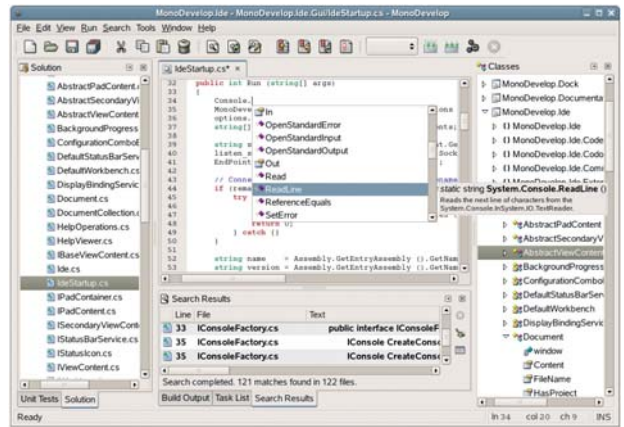 MonoDevelop.Ide - MonoDevelop.Ide.Gui/IdeStartup.cs - MonoDevelop
File Edit View Run Search Tools Window Help
Solution
AbstractPadContent.
AbstractSecondaryVi
AbstractViewContent
BackgroundProgress
ConfigurationComboE
DefaultStatusBarServ
DefaultWorkbench.cs
DisplayBindingServic
Document.cs
DocumentCollection.c
HelpOperations.cs
HelpViewer.cs
IBaseViewContent.cs
Ide.cs
IdeStartup.cs
IPadContainer.cs
IPadContent.cs
ISecondaryViewConte
IStatusBarService.cs
IStatusIcon.cs
IViewContent.cs
Unit Tests Solution
IdeStartup.cs*
32 public int Run (string[] args)
33 {
34 Console.
35 MonoDeve
36 options.
37 string[]
38
39 string s
40 listen_s
41 EndPoint
42
43 // Conne
44 if (rema
45 try
46
47
48 return 0;
49 } catch {}
50 }
51
52 string name = Assembly.GetEntryAssembly ().GetNam
53 string version = Assembly.GetEntryAssembly ().GetNam
In
OpenStandardError
OpenStandardInput
OpenStandardOutput
Out
Read
ReadLine
ReferenceEquals
SetError
static string System.Console.ReadLine ()
Reads the next line of characters from the
System.Console.In System.IO.TextReader.
Search Results
Line File Text
33 IConsoleFactory.cs public interface IConsoleF
35 IConsoleFactory.cs IConsole CreateConso
35 IConsoleFactory.cs IConsole CreateConso
Search completed. 121 matches found in 122 files.
Build Output Task List Search Results
Classes
MonoDevelop.Dock
MonoDevelop.Documenta
MonoDevelop.Ide
{} MonoDevelop.Ide
{} MonoDevelop.Ide.Code
{} MonoDevelop.Ide.Codo
{} MonoDevelop.Ide.Com
AbstractPadContent
AbstractSecondaryV
AbstractViewContent
BackgroundProgress
ConfigurationCombo
DefaultStatusBarSer
DefaultWorkbench
DisplayBindingServic
Document
window
Content
FileName
HasProject
Ready
ln 34 col 20 ch 9 INS